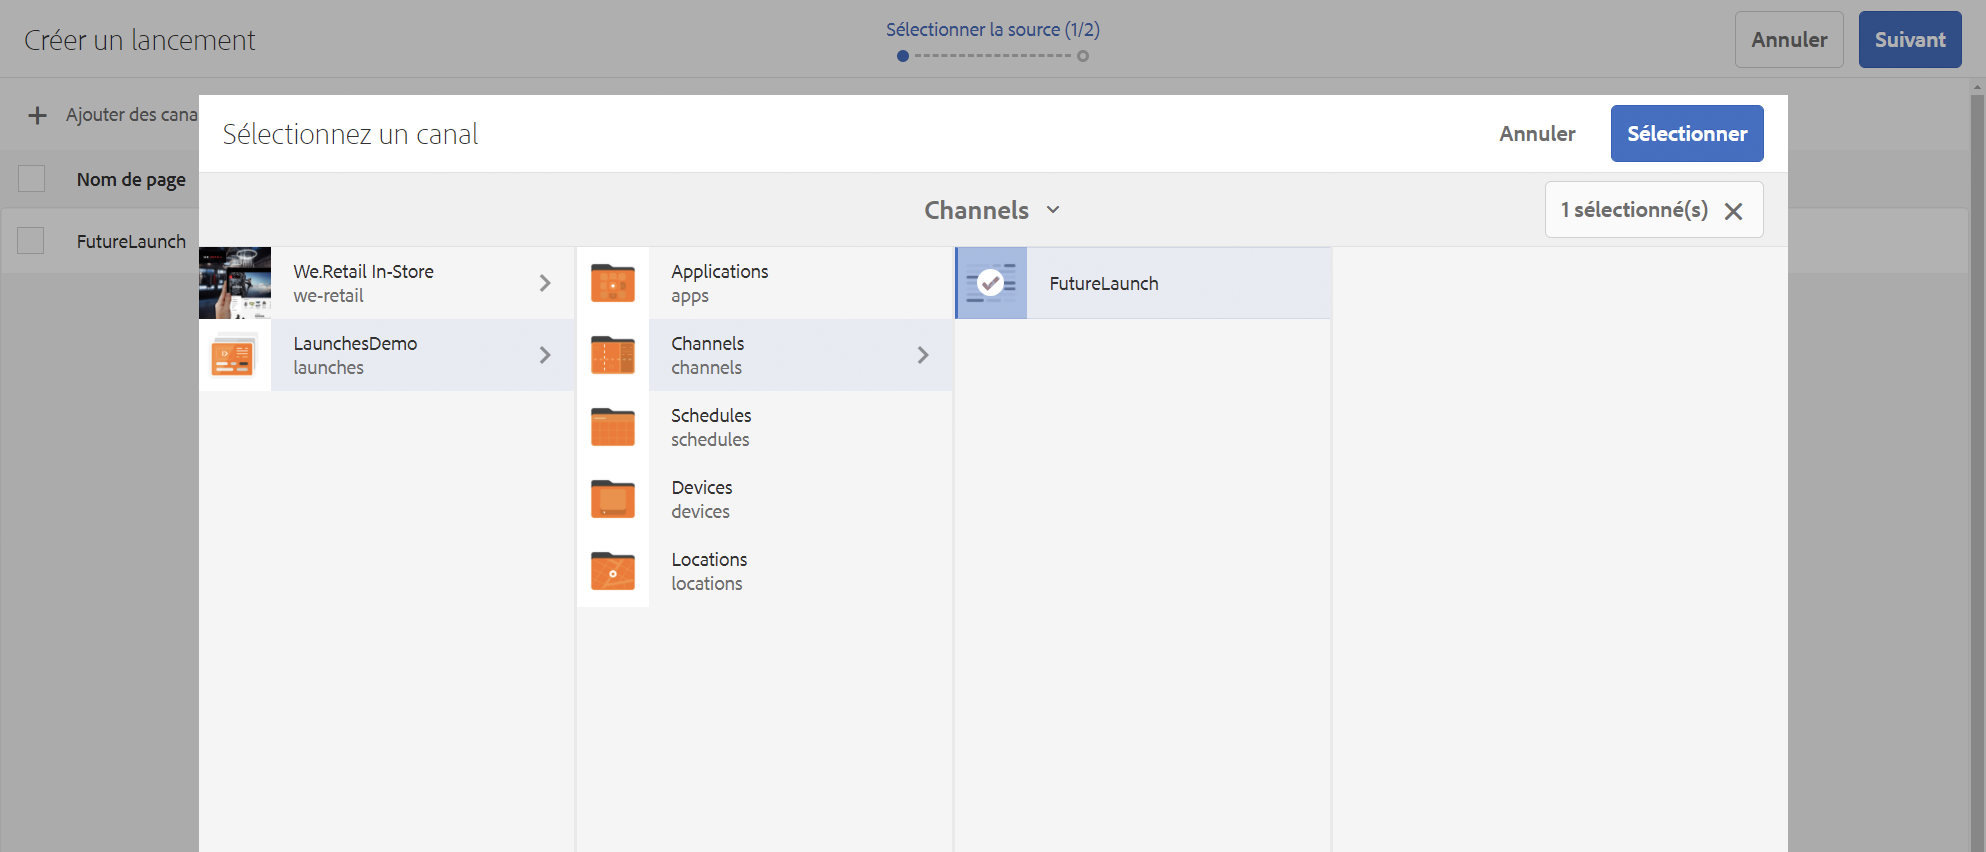 Créer un lancement
Sélectionner la source (1/2)
Annuler
Suivant
Ajouter des cana
Sélectionnez un canal
Annuler
Sélectionner
Nom de page
Channels
1 sélectionné(s)
FutureLaunch
We.Retail In-Store
we-retail
LaunchesDemo
launches
Applications
apps
Channels
channels
Schedules
schedules
Devices
devices
Locations
locations
FutureLaunch